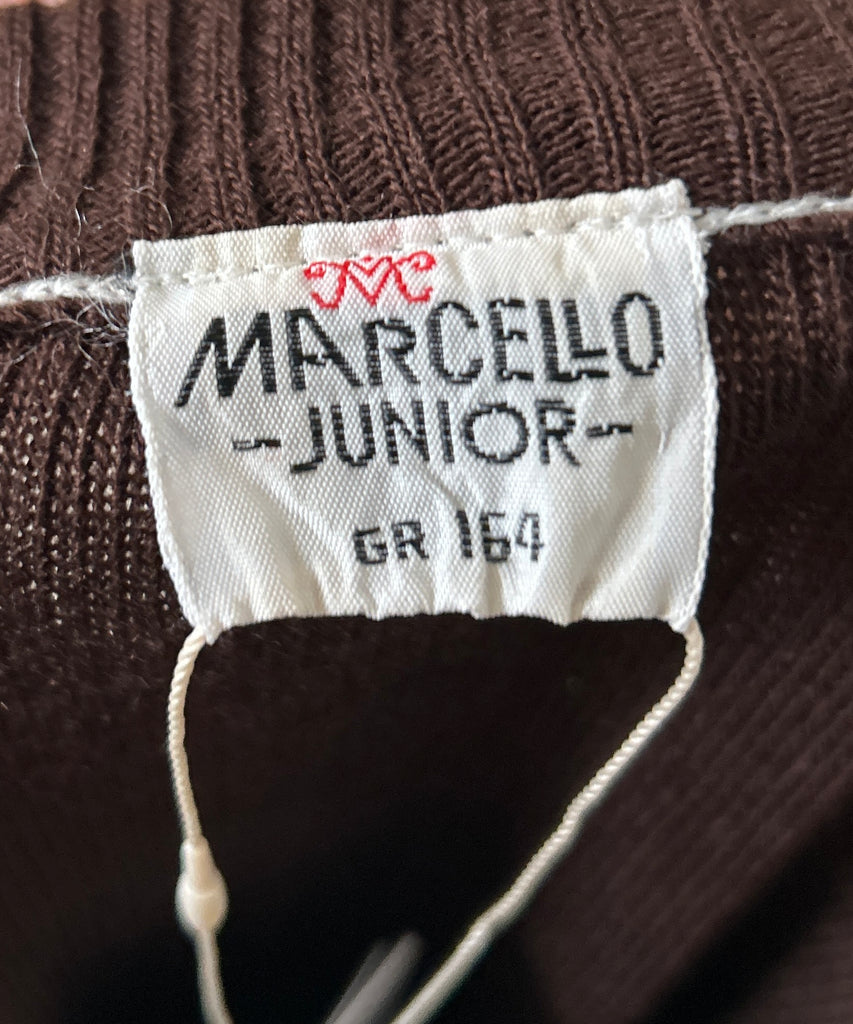 MARCELLO
-JUNIOR-
GR 164